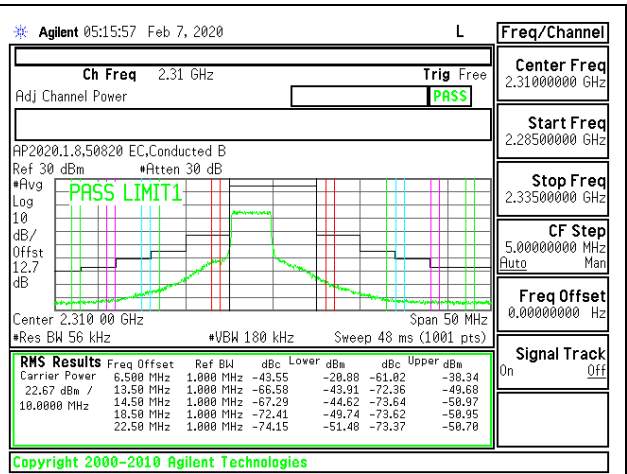 Agilent 05:15:57 Feb 7, 2020 L
Freq/Channel
Ch Freq 2.31 GHz Trig Free
Adj Channel Power PASS
Center Freq
2.31000000 GHz
Start Freq
2.28500000 GHz
Stop Freq
2.33500000 GHz
CF Step
5.00000000 MHz
Auto Man
Freq Offset
0.00000000 Hz
Signal Track
On Off
AP2020.1.8,50820 EC,Conducted B
Ref 30 dBm #Atten 30 dB
#Avg
Log
10
dB/
Offst
12.7
dB
PASS LIMIT1
Center 2.310 00 GHz Span 50 MHz
#Res BW 56 kHz #VBW 180 kHz Sweep 48 ms (1001 pts)
RMS Results Freq Offset Ref BW dBc Lower dBm dBc Upper dBm
Carrier Power 6.500 MHz 1.000 MHz -43.55 -20.88 -61.02 -38.34
22.67 dBm / 13.50 MHz 1.000 MHz -66.58 -43.91 -72.36 -49.68
10.0000 MHz 14.50 MHz 1.000 MHz -67.29 -44.62 -73.64 -50.97
18.50 MHz 1.000 MHz -72.41 -49.74 -73.62 -50.95
22.50 MHz 1.000 MHz -74.15 -51.48 -73.37 -50.70
Copyright 2000-2010 Agilent Technologies